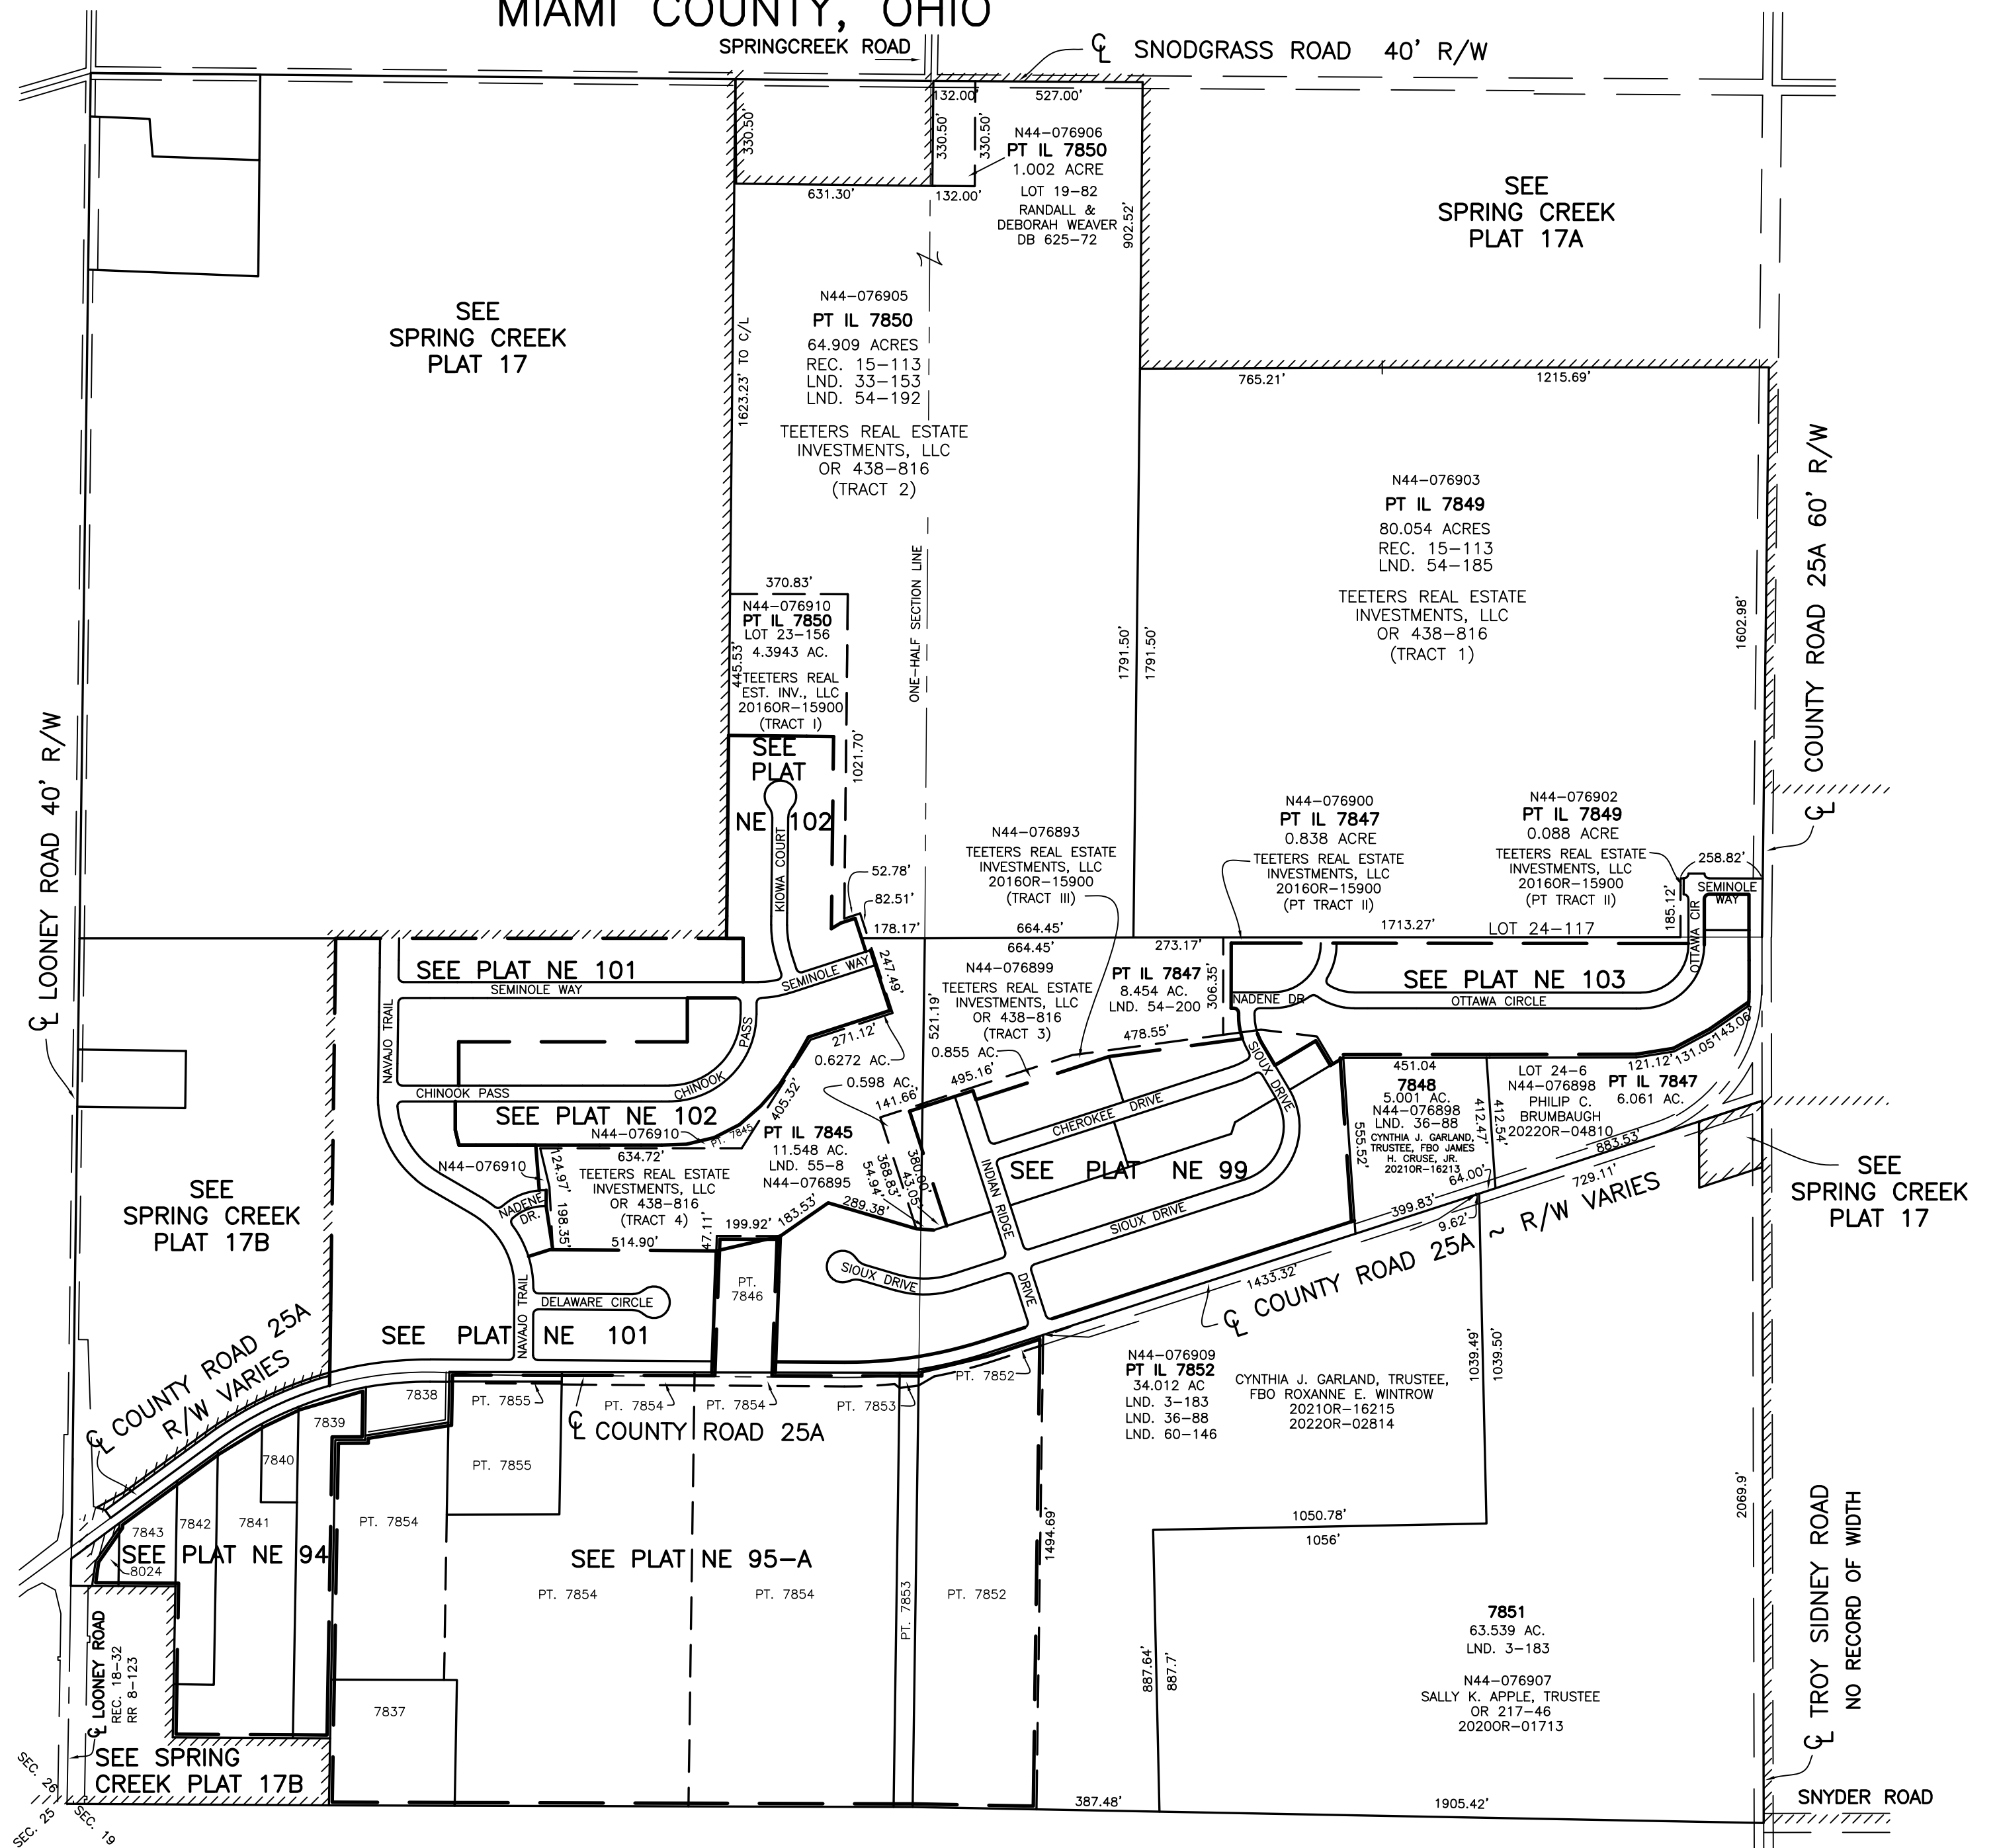 MIAMI COUNTY, OHIO
SPRINGCREEK ROAD
℄ SNODGRASS ROAD 40' R/W
132.00'
527.00'
330.50'
330.50'
330.50'
N44-076906
PT IL 7850
1.002 ACRE
LOT 19-82
RANDALL &
DEBORAH WEAVER
DB 625-72
631.30'
132.00'
902.52'
SEE
SPRING CREEK
PLAT 17A
SEE
SPRING CREEK
PLAT 17
N44-076905
PT IL 7850
64.909 ACRES
REC. 15-113
LND. 33-153
LND. 54-192
TEETERS REAL ESTATE
INVESTMENTS, LLC
OR 438-816
(TRACT 2)
1623.23' TO C/L
765.21'
1215.69'
N44-076903
PT IL 7849
80.054 ACRES
REC. 15-113
LND. 54-185
TEETERS REAL ESTATE
INVESTMENTS, LLC
OR 438-816
(TRACT 1)
1602.98'
℄ COUNTY ROAD 25A 60' R/W
ONE-HALF SECTION LINE
1791.50'
1791.50'
370.83'
N44-076910
PT IL 7850
LOT 23-156
4.3943 AC.
445.53'
TEETERS REAL
EST. INV., LLC
2016OR-15900
(TRACT I)
1021.70'
SEE
PLAT
NE 102
KIOWA COURT
℄ LOONEY ROAD 40' R/W
52.78'
82.51'
178.17'
N44-076893
TEETERS REAL ESTATE
INVESTMENTS, LLC
2016OR-15900
(TRACT III)
N44-076900
PT IL 7847
0.838 ACRE
TEETERS REAL ESTATE
INVESTMENTS, LLC
2016OR-15900
(PT TRACT II)
N44-076902
PT IL 7849
0.088 ACRE
TEETERS REAL ESTATE
INVESTMENTS, LLC
2016OR-15900
(PT TRACT II)
258.82'
SEMINOLE
WAY
185.12'
OTTAWA CIR
664.45'
664.45'
273.17'
1713.27'
LOT 24-117
SEE PLAT NE 101
SEMINOLE WAY
SEMINOLE WAY
247.49'
NAVAJO TRAIL
PASS
CHINOOK
CHINOOK PASS
271.12'
0.6272 AC.
521.19'
N44-076899
TEETERS REAL ESTATE
INVESTMENTS, LLC
OR 438-816
(TRACT 3)
0.855 AC.
PT IL 7847
8.454 AC.
LND. 54-200
306.35'
478.55'
NADENE DR
SEE PLAT NE 103
OTTAWA CIRCLE
SIOUX DRIVE
143.06'
131.05'
121.12'
SEE PLAT NE 102
N44-076910
PT. 7845
405.32'
0.598 AC.
141.66'
495.16'
CHEROKEE DRIVE
451.04
7848
5.001 AC.
N44-076898
LND. 36-88
CYNTHIA J. GARLAND,
TRUSTEE, FBO JAMES
H. CRUSE, JR.
2021OR-16213
412.47'
412.54'
LOT 24-6
N44-076898
PHILIP C.
BRUMBAUGH
2022OR-04810
PT IL 7847
6.061 AC.
883.53'
PT IL 7845
11.548 AC.
LND. 55-8
N44-076895
N44-076910
634.72'
124.97'
TEETERS REAL ESTATE
INVESTMENTS, LLC
OR 438-816
(TRACT 4)
198.35'
NADENE
DR.
514.90'
47.11'
199.92'
183.53'
289.38'
54.94'
368.83'
43.05'
380.00'
INDIAN RIDGE
DRIVE
SEE PLAT NE 99
SIOUX DRIVE
SIOUX DRIVE
555.52'
64.00'
399.83'
9.62'
729.11'
1433.32'
℄ COUNTY ROAD 25A ~ R/W VARIES
SEE
SPRING CREEK
PLAT 17
SEE
SPRING CREEK
PLAT 17B
PT.
7846
DELAWARE CIRCLE
NAVAJO TRAIL
SEE PLAT NE 101
℄ COUNTY ROAD 25A
R/W VARIES
7838
7839
7840
7841
7842
7843
8024
SEE PLAT NE 94
PT. 7855
PT. 7854
PT. 7854
PT. 7853
PT. 7852
℄ COUNTY ROAD 25A
PT. 7855
PT. 7854
SEE PLAT NE 95-A
PT. 7854
PT. 7854
PT. 7853
PT. 7852
7837
1494.69'
N44-076909
PT IL 7852
34.012 AC
LND. 3-183
LND. 36-88
LND. 60-146
CYNTHIA J. GARLAND, TRUSTEE,
FBO ROXANNE E. WINTROW
2021OR-16215
2022OR-02814
1039.49'
1039.50'
1050.78'
1056'
887.64'
887.7'
2069.9'
7851
63.539 AC.
LND. 3-183
N44-076907
SALLY K. APPLE, TRUSTEE
OR 217-46
2020OR-01713
℄ TROY SIDNEY ROAD
NO RECORD OF WIDTH
℄ LOONEY ROAD
REC. 18-32
RR 8-123
SEE SPRING
CREEK PLAT 17B
SEC. 26
SEC. 25
SEC. 19
387.48'
1905.42'
SNYDER ROAD